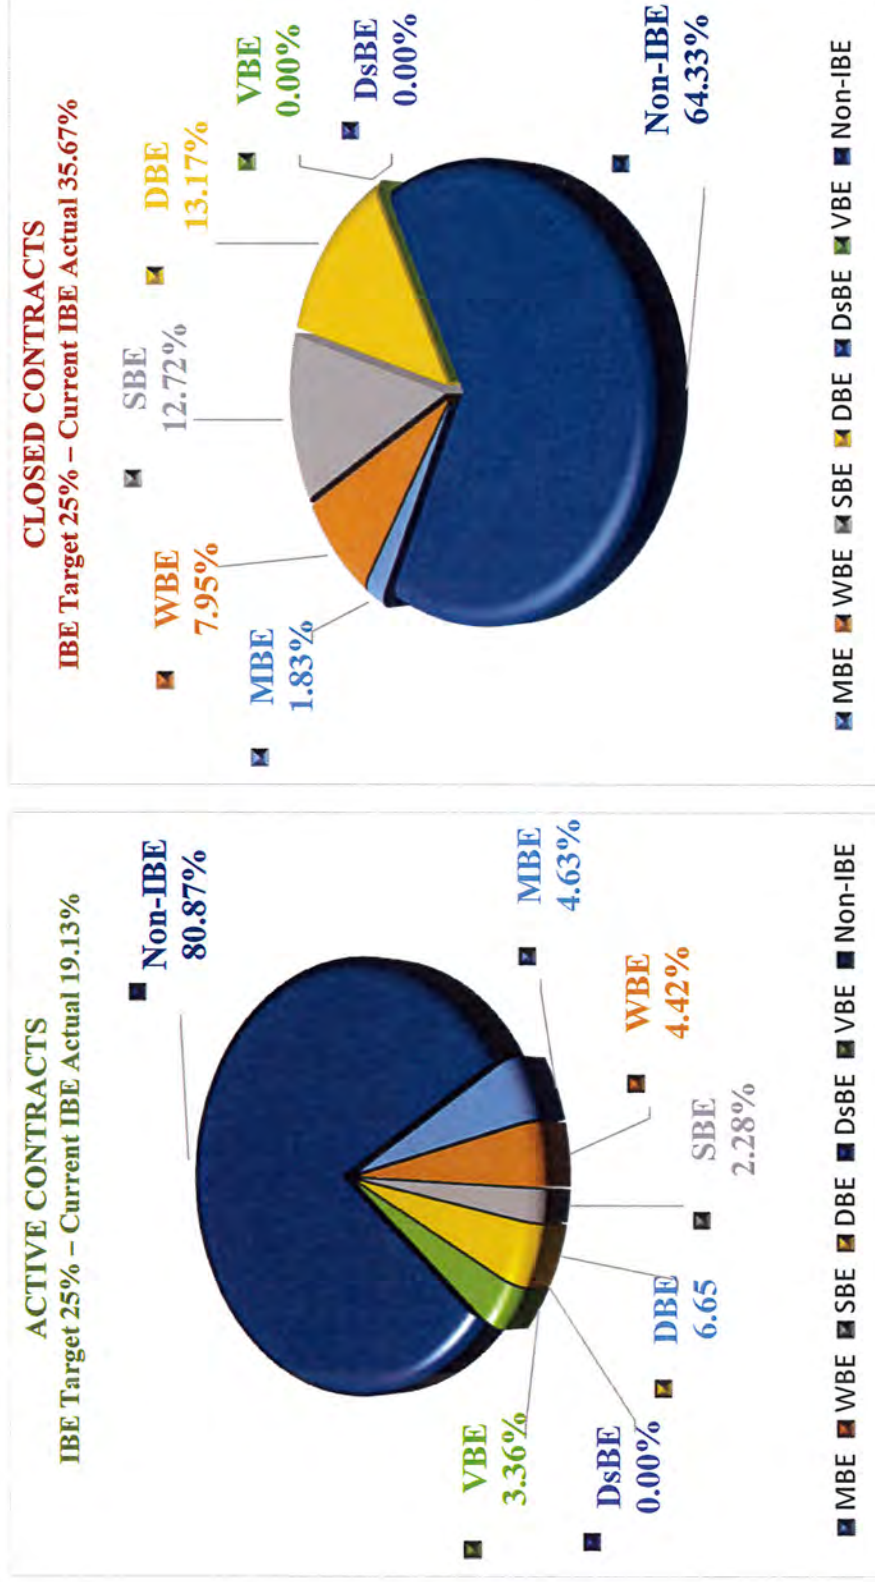 ACTIVE CONTRACTS
IBE Target 25% – Current IBE Actual 19.13%
Non-IBE
80.87%
MBE
4.63%
WBE
4.42%
SBE
2.28%
DBE
6.65
DsBE
0.00%
VBE
3.36%
MBE WBE SBE DBE DsBE VBE Non-IBE
CLOSED CONTRACTS
IBE Target 25% – Current IBE Actual 35.67%
MBE
1.83%
WBE
7.95%
SBE
12.72%
DBE
13.17%
VBE
0.00%
DsBE
0.00%
Non-IBE
64.33%
MBE WBE SBE DBE DsBE VBE Non-IBE